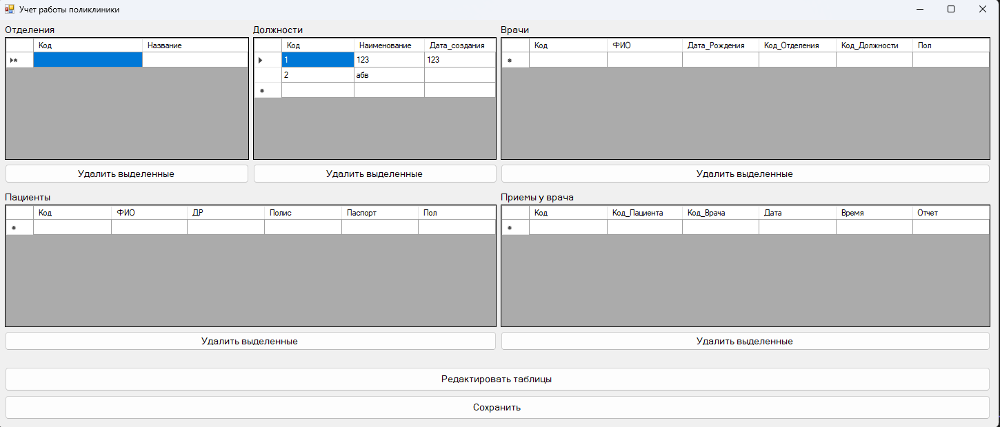 Учет работы поликлиники
Отделения
Код Название
Удалить выделенные
Должности
Код Наименование Дата_создания
1 123 123
2 абв
Удалить выделенные
Врачи
Код ФИО Дата_Рождения Код_Отделения Код_Должности Пол
Удалить выделенные
Пациенты
Код ФИО ДР Полис Паспорт Пол
Удалить выделенные
Приемы у врача
Код Код_Пациента Код_Врача Дата Время Отчет
Удалить выделенные
Редактировать таблицы
Сохранить